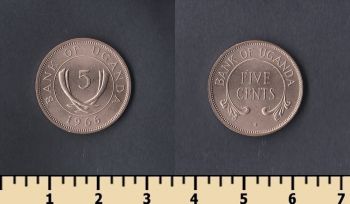 BANK OF UGANDA
5
1966
BANK OF UGANDA
FIVE
CENTS
1 2 3 4 5 6 7